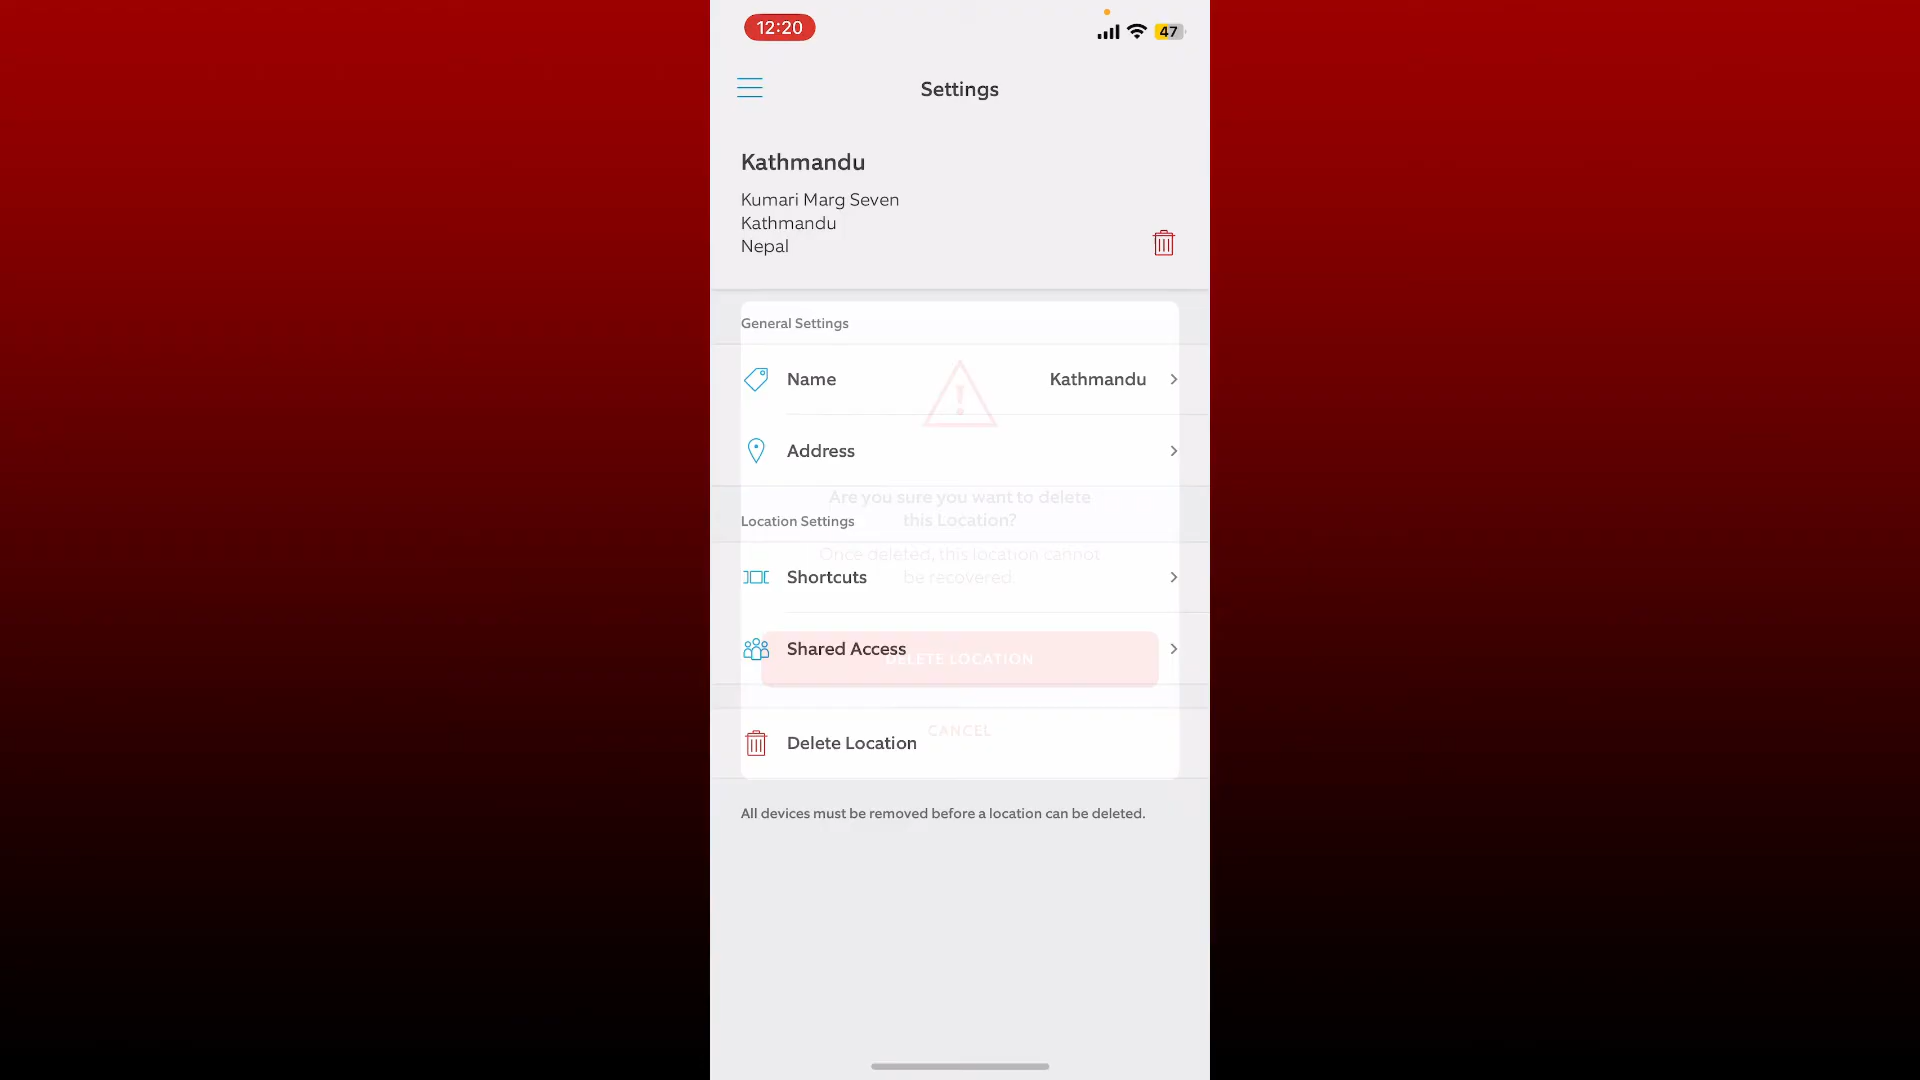 12:20
47
Settings
Kathmandu
Kumari Marg Seven
Kathmandu
Nepal
General Settings
Name
Kathmandu
Address
Are you sure you want to delete
this Location?
Location Settings
Once deleted, this location cannot
be recovered.
Shortcuts
Shared Access
DELETE LOCATION
CANCEL
Delete Location
All devices must be removed before a location can be deleted.